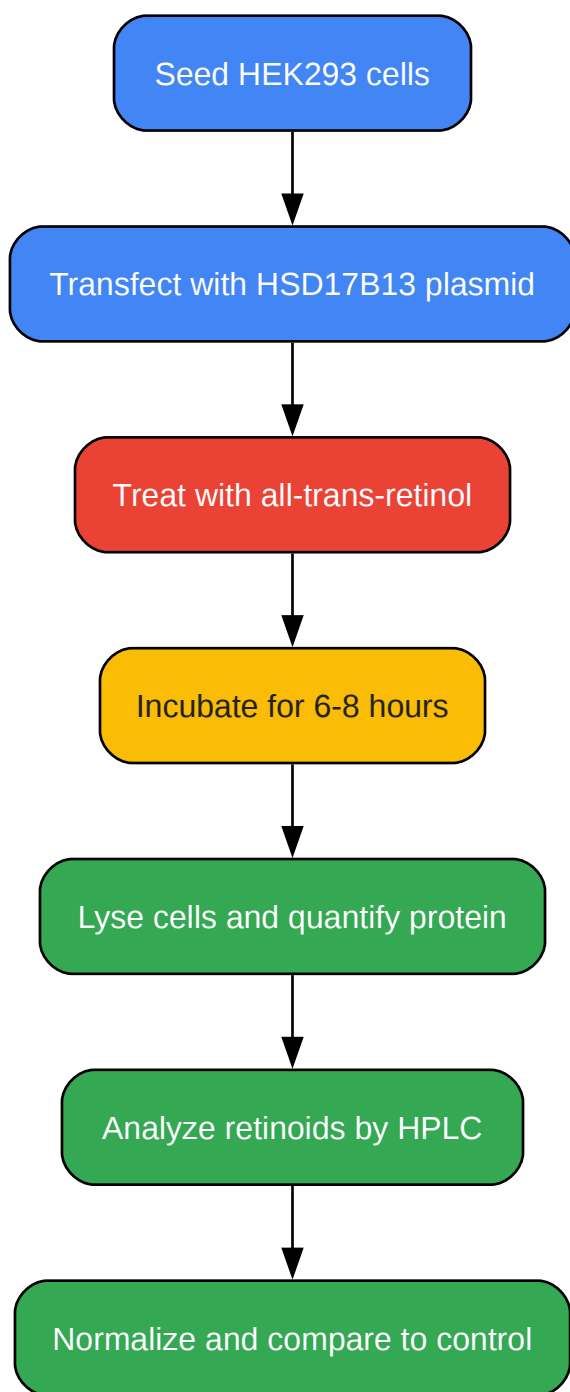 Seed HEK293 cells
Transfect with HSD17B13 plasmid
Treat with all-trans-retinol
Incubate for 6-8 hours
Lyse cells and quantify protein
Analyze retinoids by HPLC
Normalize and compare to control